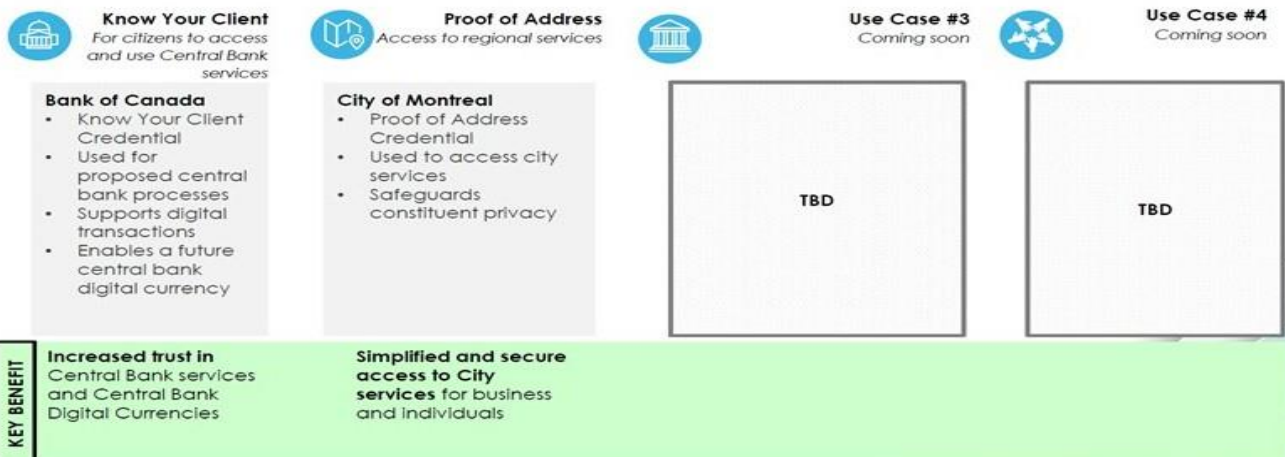 Know Your Client
For citizens to access
and use Central Bank
services
Bank of Canada
• Know Your Client
Credential
• Used for
proposed central
bank processes
• Supports digital
transactions
• Enables a future
central bank
digital currency
Proof of Address
Access to regional services
City of Montreal
• Proof of Address
Credential
• Used to access city
services
• Safeguards
constituent privacy
Use Case #3
Coming soon
TBD
Use Case #4
Coming soon
TBD
KEY BENEFIT
Increased trust in
Central Bank services
and Central Bank
Digital Currencies
Simplified and secure
access to City
services for business
and individuals